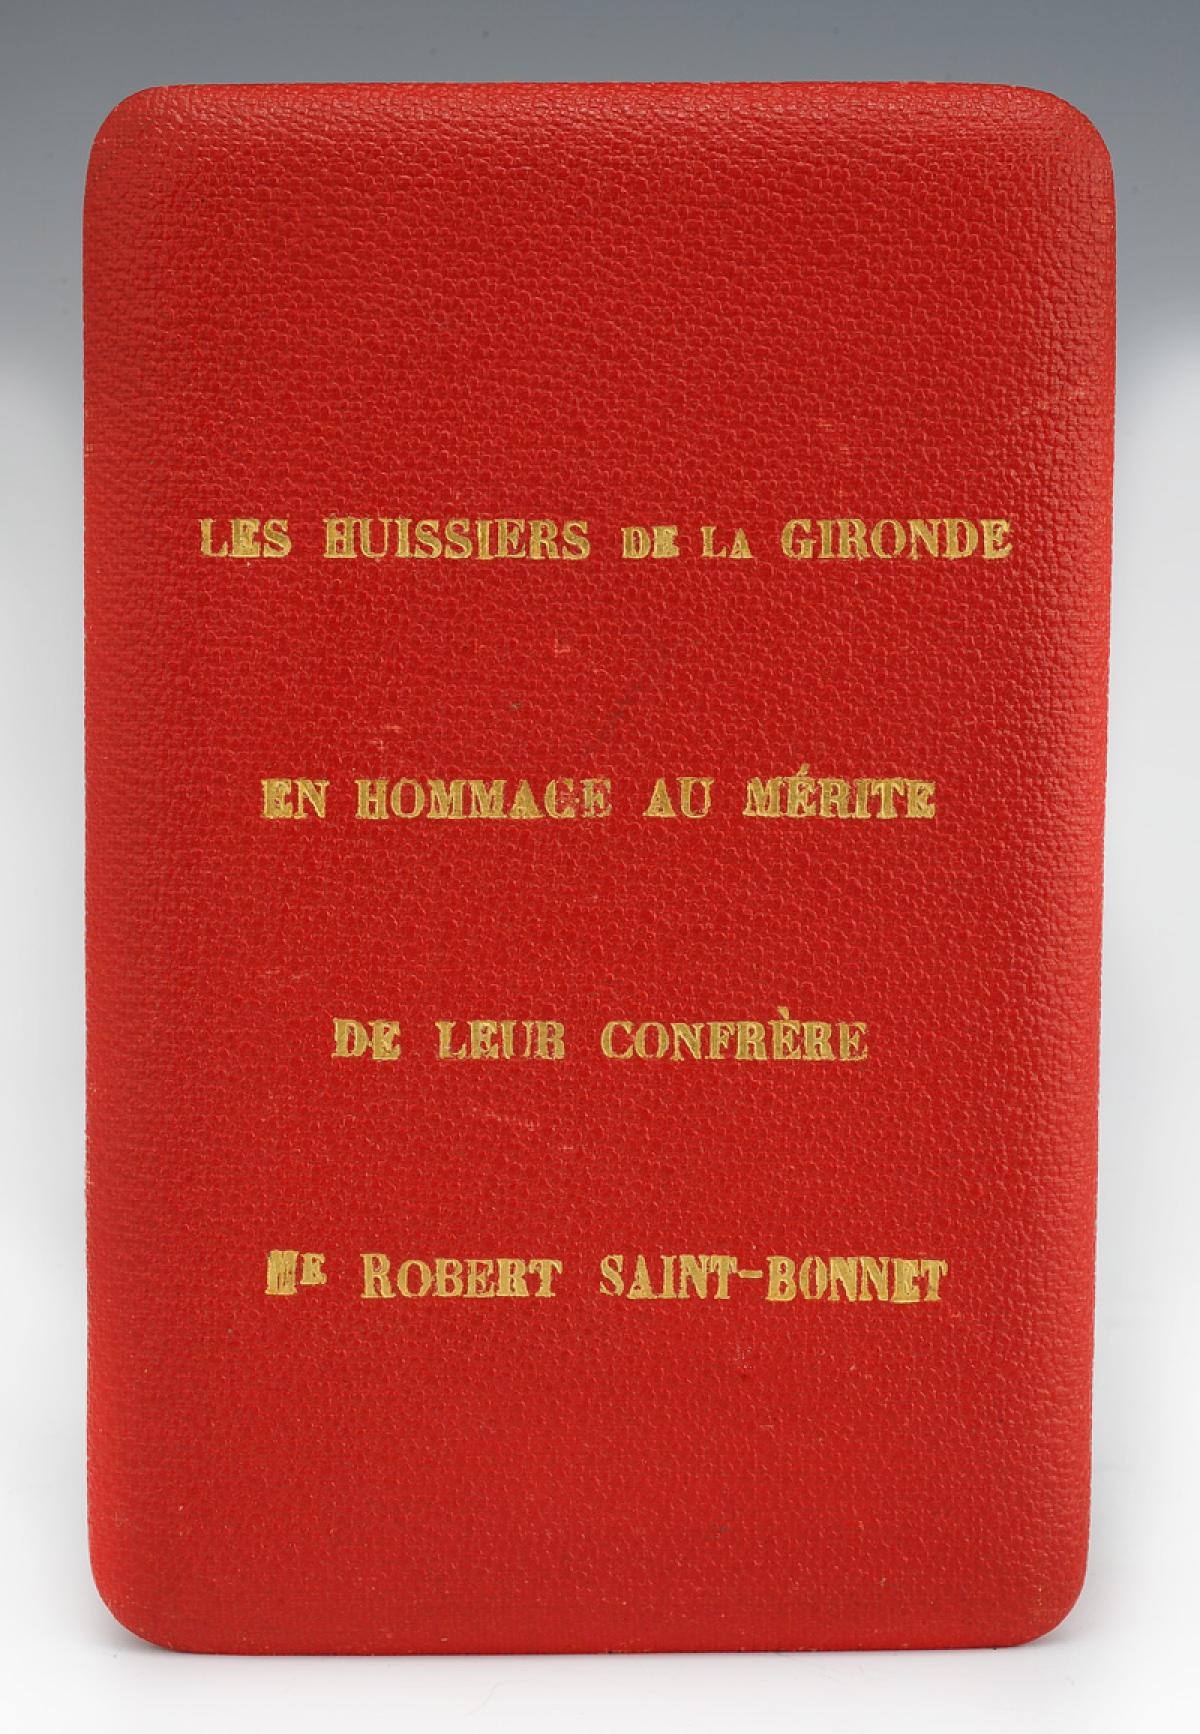 LES HUISSIERS DE LA GIRONDE
EN HOMMAGE AU MÉRITE
DE LEUR CONFRÈRE
ME ROBERT SAINT-BONNET